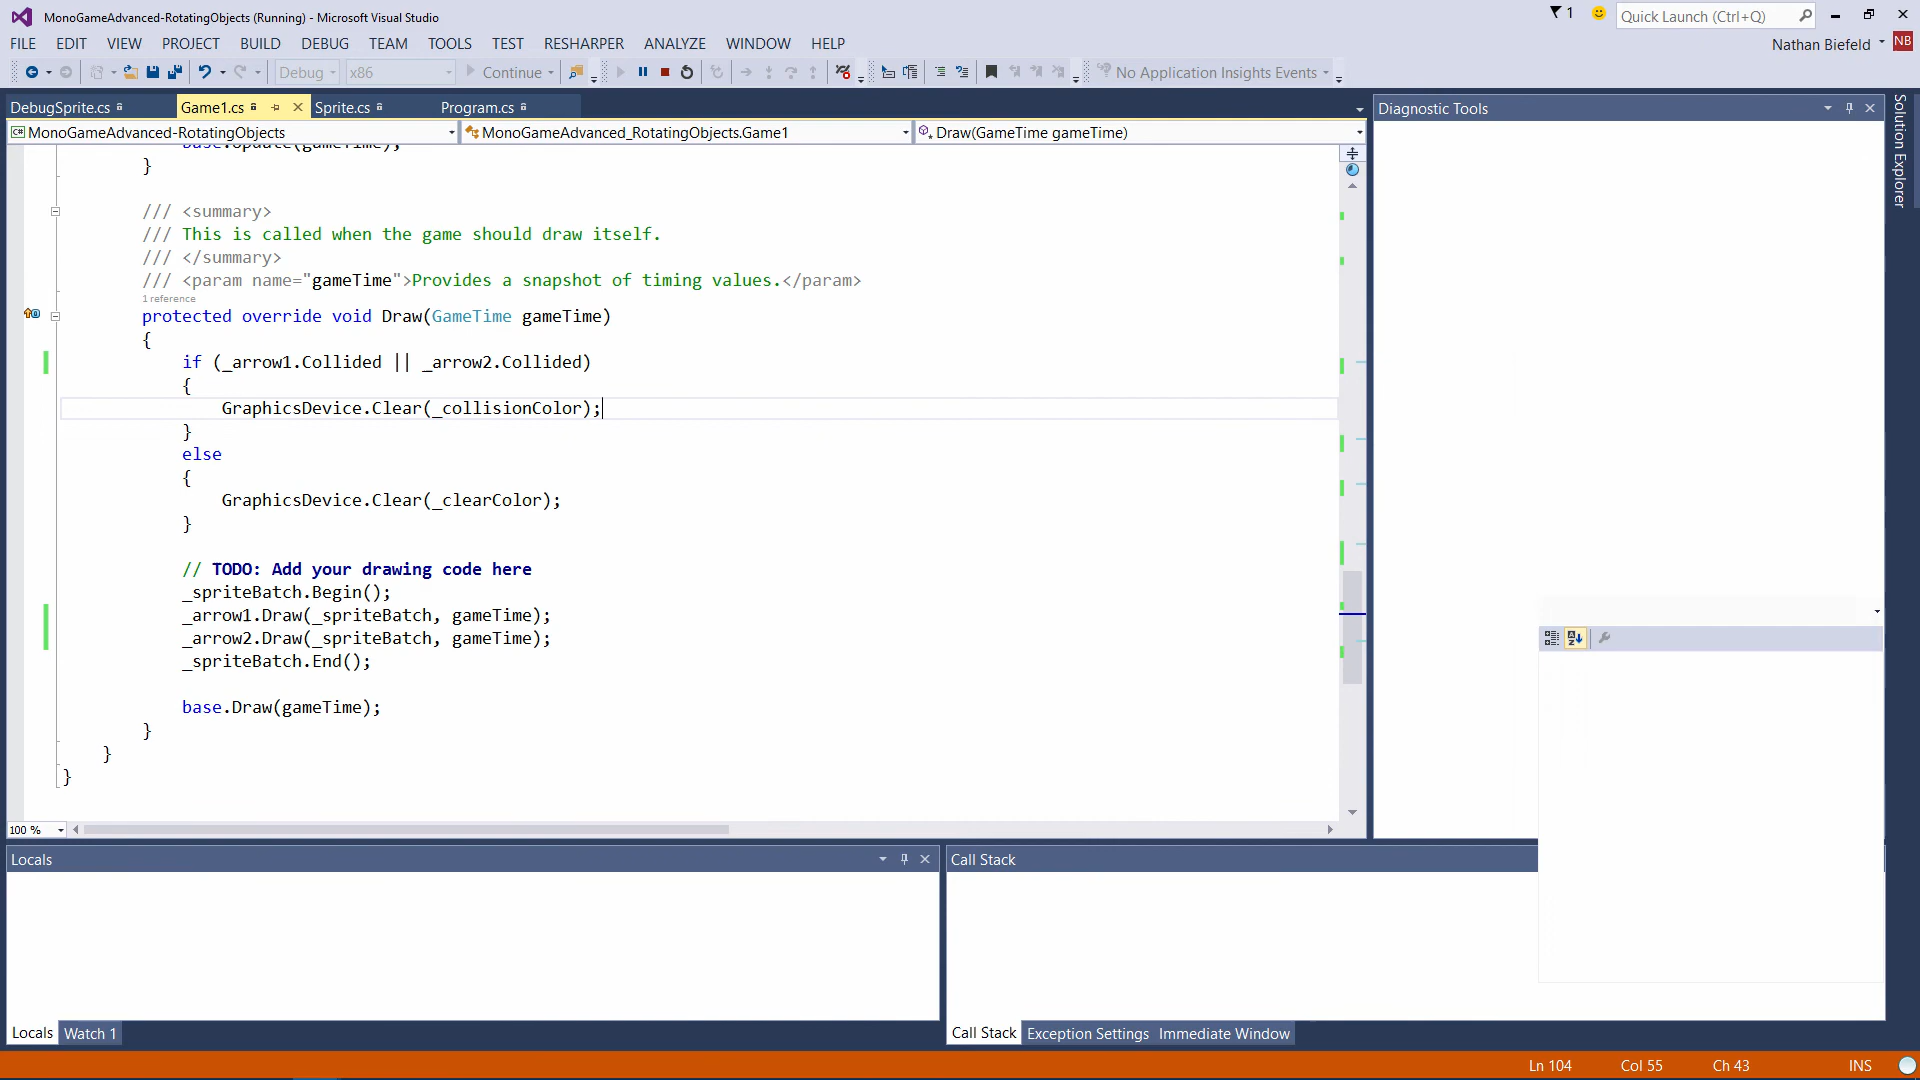 MonoGameAdvanced-RotatingObjects (Running) - Microsoft Visual Studio
1
Quick Launch (Ctrl+Q)
FILE EDIT VIEW PROJECT BUILD DEBUG TEAM TOOLS TEST RESHARPER ANALYZE WINDOW HELP
Nathan Biefeld NB
Debug x86 Continue No Application Insights Events
DebugSprite.cs Game1.cs Sprite.cs Program.cs
Diagnostic Tools
Solution Explorer
MonoGameAdvanced-RotatingObjects MonoGameAdvanced_RotatingObjects.Game1 Draw(GameTime gameTime)
base.Update(gameTime);
}
/// <summary>
/// This is called when the game should draw itself.
/// </summary>
/// <param name="gameTime">Provides a snapshot of timing values.</param>
1 reference
protected override void Draw(GameTime gameTime)
{
if (_arrow1.Collided || _arrow2.Collided)
{
GraphicsDevice.Clear(_collisionColor);
}
else
{
GraphicsDevice.Clear(_clearColor);
}
// TODO: Add your drawing code here
_spriteBatch.Begin();
_arrow1.Draw(_spriteBatch, gameTime);
_arrow2.Draw(_spriteBatch, gameTime);
_spriteBatch.End();
base.Draw(gameTime);
}
}
}
100 %
Locals
Call Stack
Locals Watch 1
Call Stack Exception Settings Immediate Window
Ln 104 Col 55 Ch 43 INS